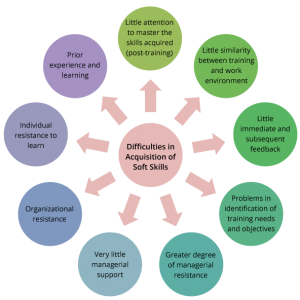 Little attention
to master the
skills acquired
(post-training)
Little similarity
between training
and work
environment
Little
immediate and
subsequent
feedback
Problems in
identification of
training needs
and objectives
Greater degree
of managerial
resistance
Very little
managerial
support
Organizational
resistance
Individual
resistance to
learn
Prior
experience and
learning
Difficulties in
Acquisition of
Soft Skills